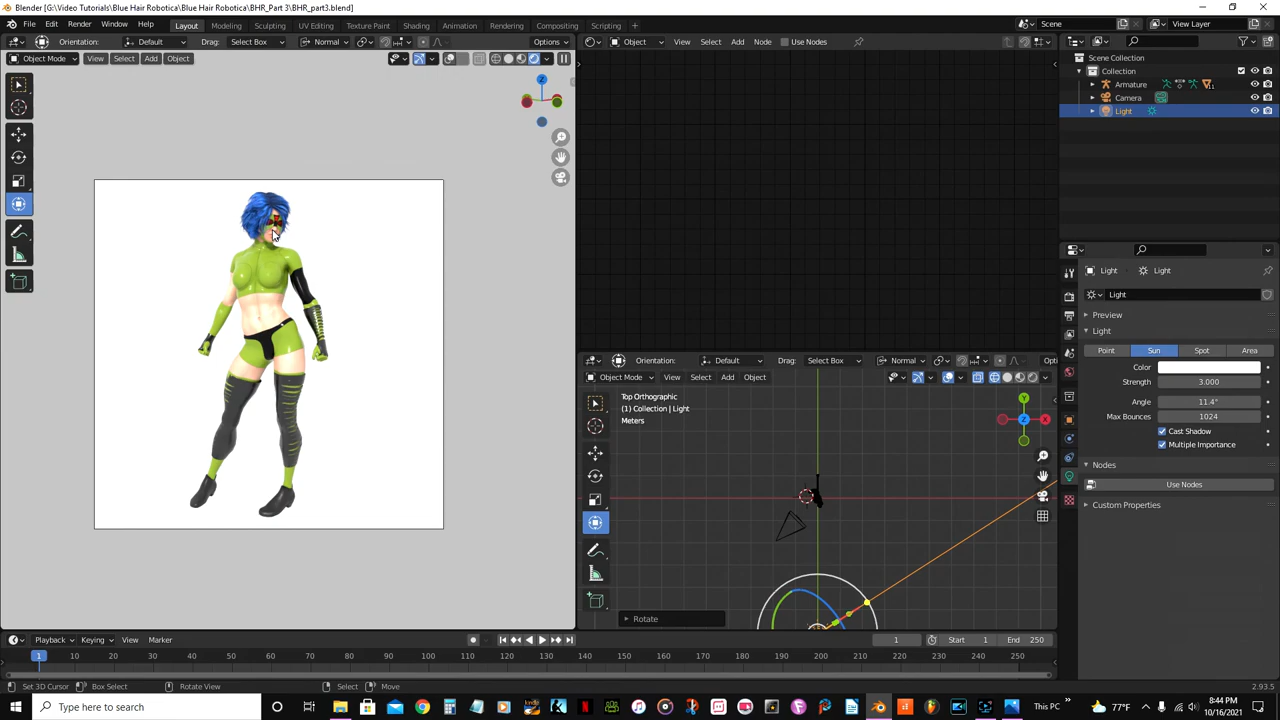 Blender [G:\Video Tutorials\Blue Hair Robotica\Blue Hair Robotica\BHR_Part 3\BHR_part3.blend]
File Edit Render Window Help Layout Modeling Sculpting UV Editing Texture Paint Shading Animation Rendering Compositing Scripting + Scene View Layer
Orientation: Default Drag: Select Box Normal Options
Object View Select Add Node Use Nodes
Object Mode View Select Add Object
Z
Scene Collection
Collection
Armature 11
Camera
Light
Light Light
Light
Preview
Light
Point Sun Spot Area
Color
Strength 3.000
Angle 11.4°
Max Bounces 1024
Cast Shadow
Multiple Importance
Nodes
Use Nodes
Custom Properties
Orientation: Default Drag: Select Box Normal Opti
Object Mode View Select Add Object
Top Orthographic
(1) Collection | Light
Meters
Y
Z X
Rotate
Playback Keying View Marker 1 Start 1 End 250
1 10 20 30 40 50 60 70 80 90 100 110 120 130 140 150 160 170 180 190 200 210 220 230 240 250
Set 3D Cursor Box Select Rotate View Select Move 2.93.5
Type here to search This PC 77°F 8:44 PM
10/16/2021